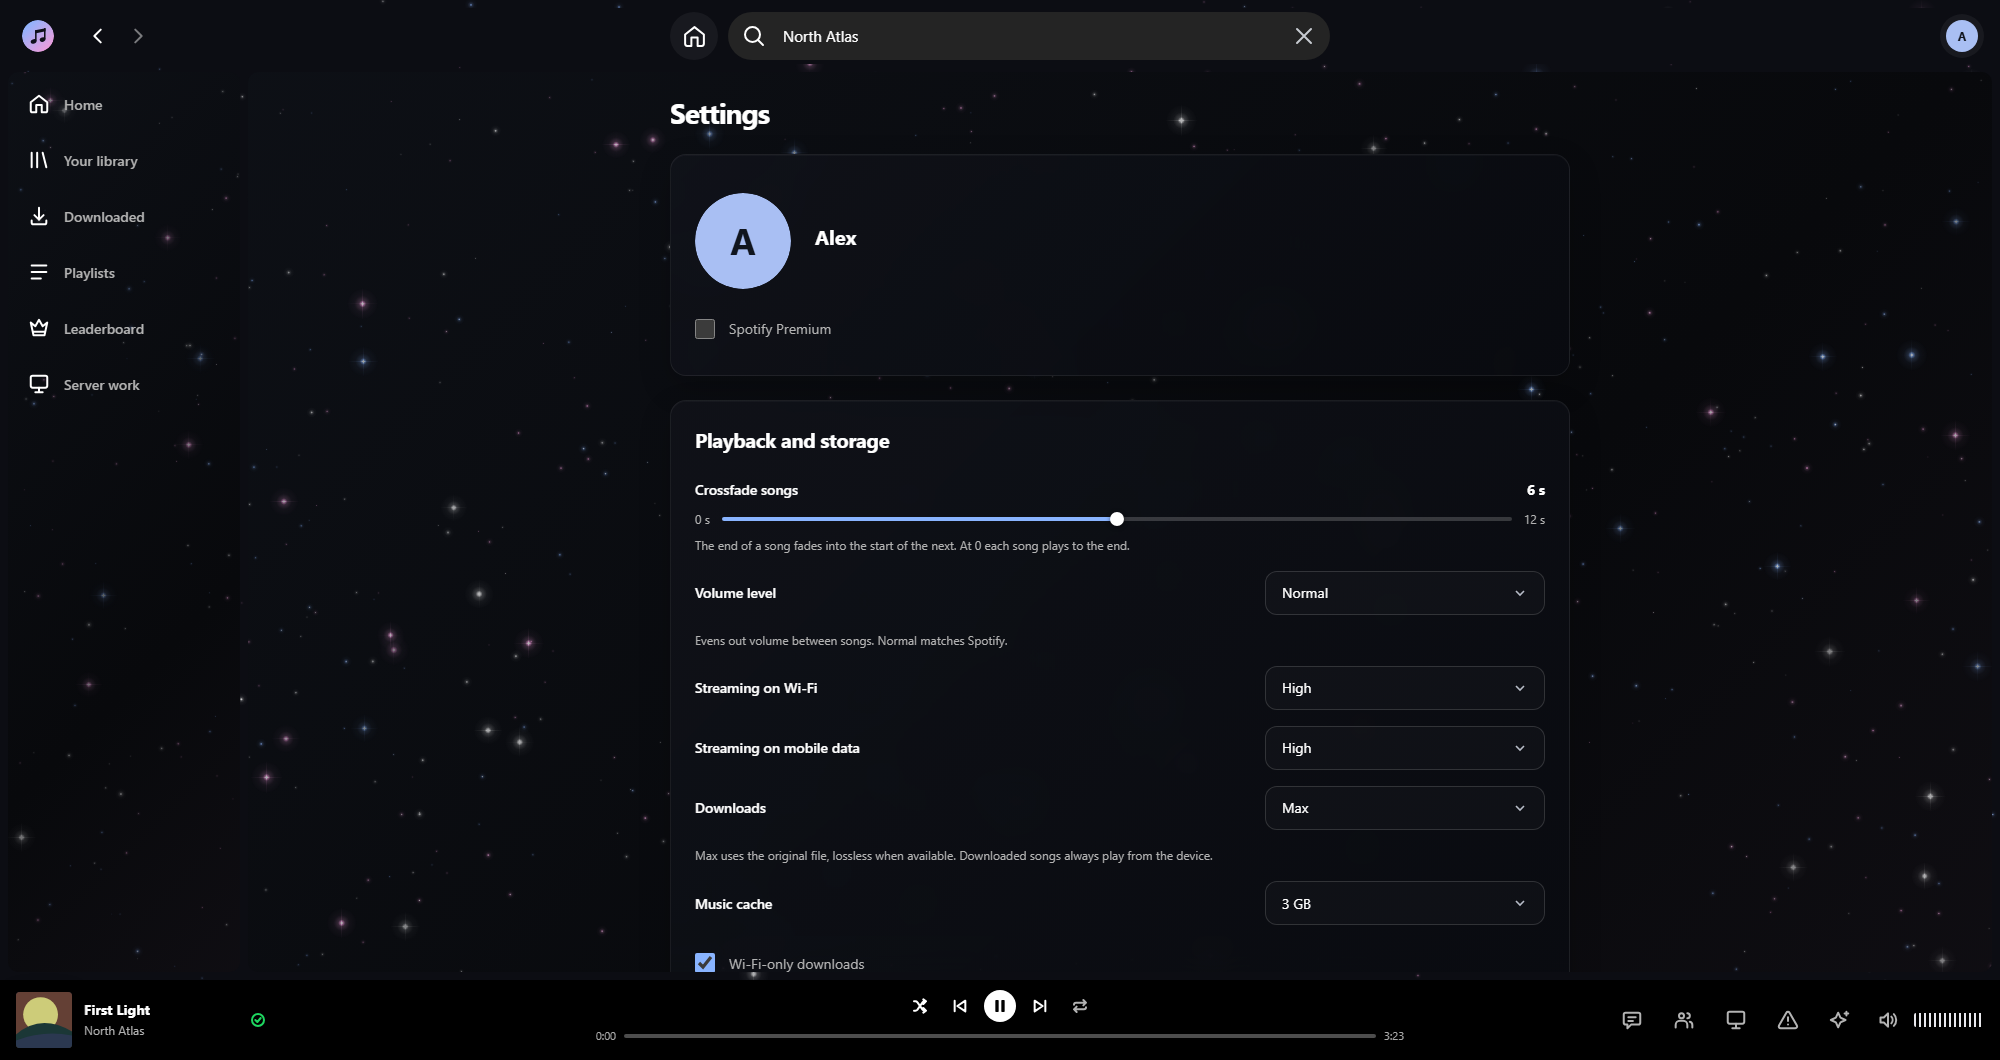 North Atlas
A
Home
Your library
Downloaded
Playlists
Leaderboard
Server work
Settings
A
Alex
Spotify Premium
Playback and storage
Crossfade songs
6 s
0 s
12 s
The end of a song fades into the start of the next. At 0 each song plays to the end.
Volume level
Normal
Evens out volume between songs. Normal matches Spotify.
Streaming on Wi-Fi
High
Streaming on mobile data
High
Downloads
Max
Max uses the original file, lossless when available. Downloaded songs always play from the device.
Music cache
3 GB
Wi-Fi-only downloads
First Light
North Atlas
0:00
3:23